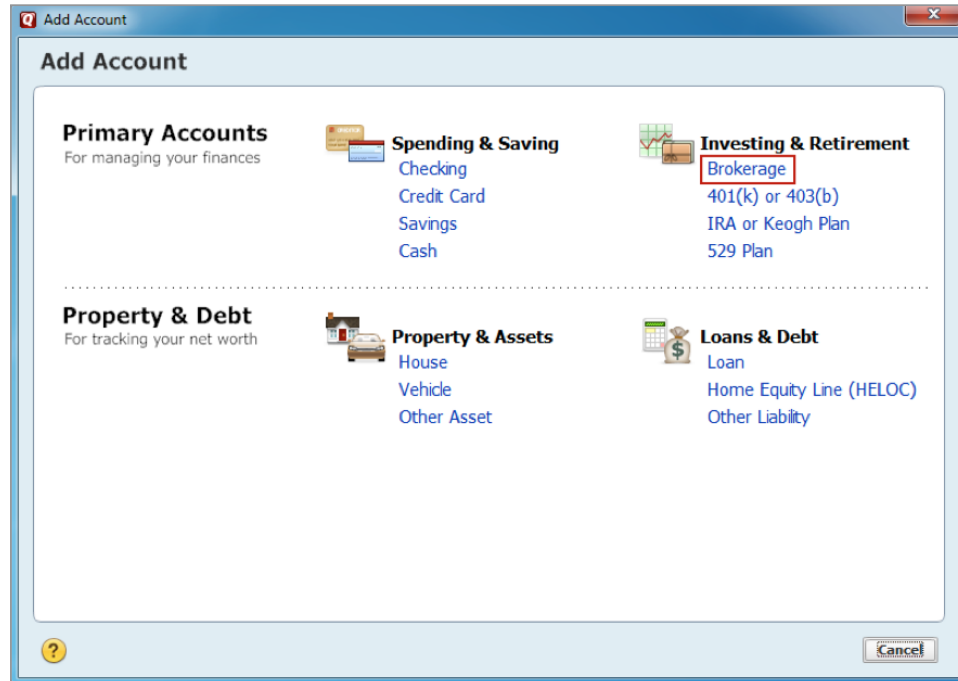 Add Account
Add Account
Primary Accounts
For managing your finances
Spending & Saving
Checking
Credit Card
Savings
Cash
Investing & Retirement
Brokerage
401(k) or 403(b)
IRA or Keogh Plan
529 Plan
Property & Debt
For tracking your net worth
Property & Assets
House
Vehicle
Other Asset
Loans & Debt
Loan
Home Equity Line (HELOC)
Other Liability
?
Cancel